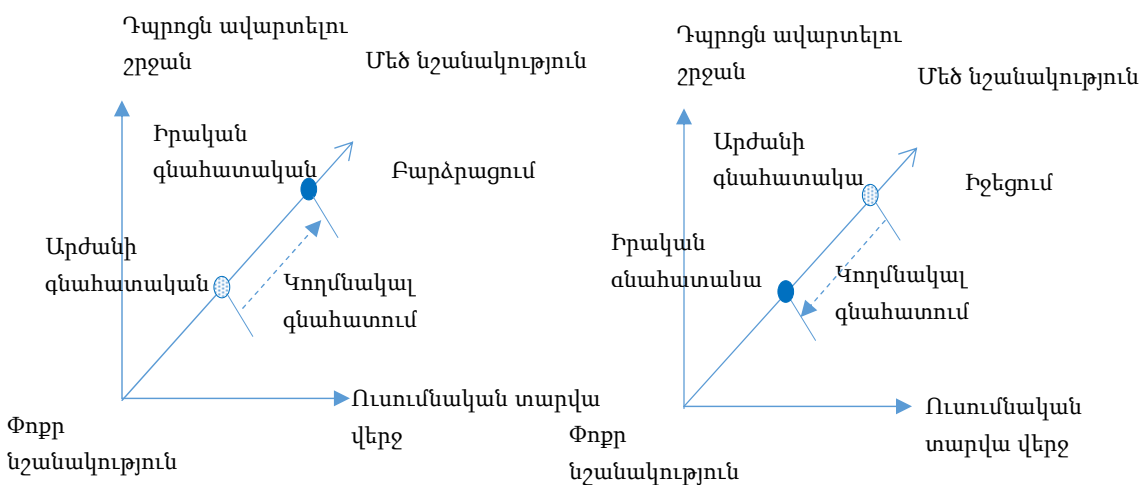 Դպրոցն ավարտելու
շրջան
Մեծ նշանակություն
Իրական
գնահատական
Բարձրացում
Արժանի
գնահատական
Կողմնակալ
գնահատում
Ուսումնական տարվա
վերջ
Փոքր
նշանակություն
Դպրոցն ավարտելու
շրջան
Մեծ նշանակություն
Արժանի
գնահատակա
Իջեցում
Իրական
գնահատակա
Կողմնակալ
գնահատում
Ուսումնական
տարվա վերջ
Փոքր
նշանակություն